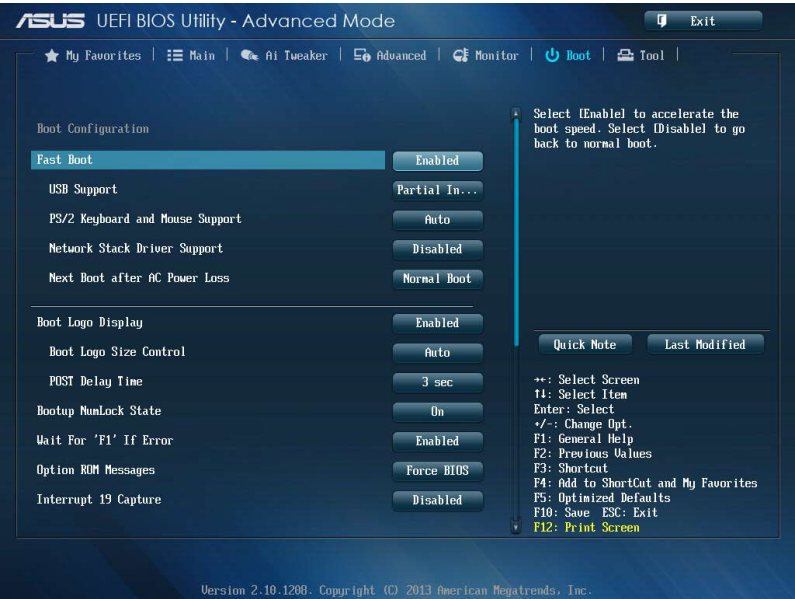 ASUS UEFI BIOS Utility - Advanced Mode
Exit
My Favorites | Main | Ai Tweaker | Advanced | Monitor | Boot | Tool |
Boot Configuration
Fast Boot Enabled
USB Support Partial In...
PS/2 Keyboard and Mouse Support Auto
Network Stack Driver Support Disabled
Next Boot after AC Power Loss Normal Boot
Boot Logo Display Enabled
Boot Logo Size Control Auto
POST Delay Time 3 sec
Bootup NumLock State On
Wait For 'F1' If Error Enabled
Option ROM Messages Force BIOS
Interrupt 19 Capture Disabled
Select [Enable] to accelerate the
boot speed. Select [Disable] to go
back to normal boot.
Quick Note
Last Modified
→←: Select Screen
↑↓: Select Item
Enter: Select
+/-: Change Opt.
F1: General Help
F2: Previous Values
F3: Shortcut
F4: Add to ShortCut and My Favorites
F5: Optimized Defaults
F10: Save ESC: Exit
F12: Print Screen
Version 2.10.1208. Copyright (C) 2013 American Megatrends, Inc.